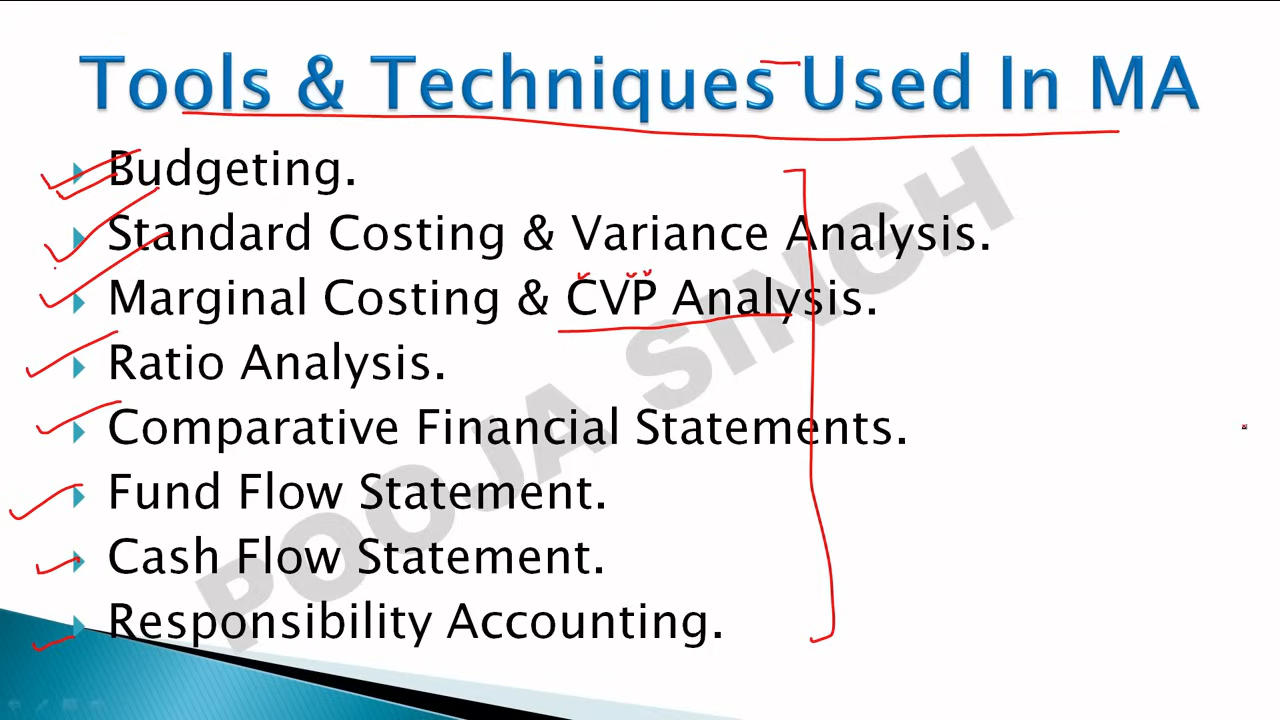 Tools & Techniques Used In MA
Budgeting.
Standard Costing & Variance Analysis.
Marginal Costing & CVP Analysis.
Ratio Analysis.
Comparative Financial Statements.
Fund Flow Statement.
Cash Flow Statement.
Responsibility Accounting.
POOJA SINGH